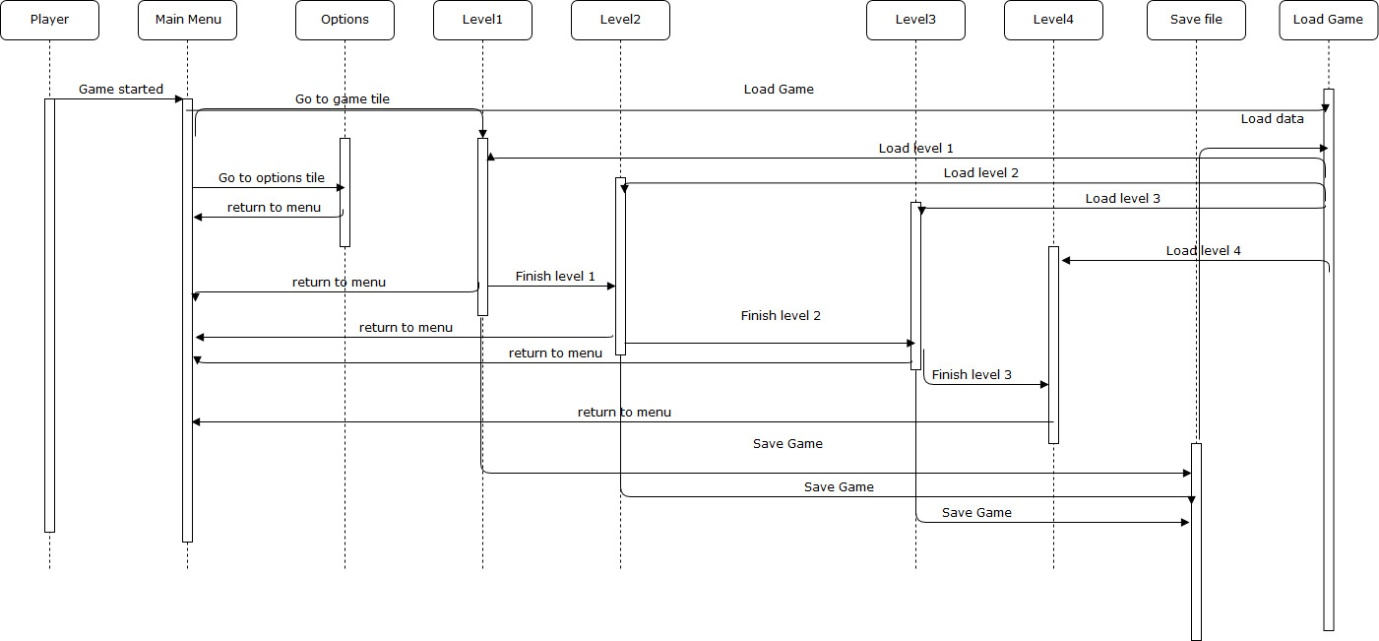 Player
Main Menu
Options
Level1
Level2
Level3
Level4
Save file
Load Game
Game started
Load Game
Go to game tile
Load data
Load level 1
Load level 2
Go to options tile
Load level 3
return to menu
Load level 4
Finish level 1
return to menu
Finish level 2
return to menu
return to menu
Finish level 3
return to menu
Save Game
Save Game
Save Game